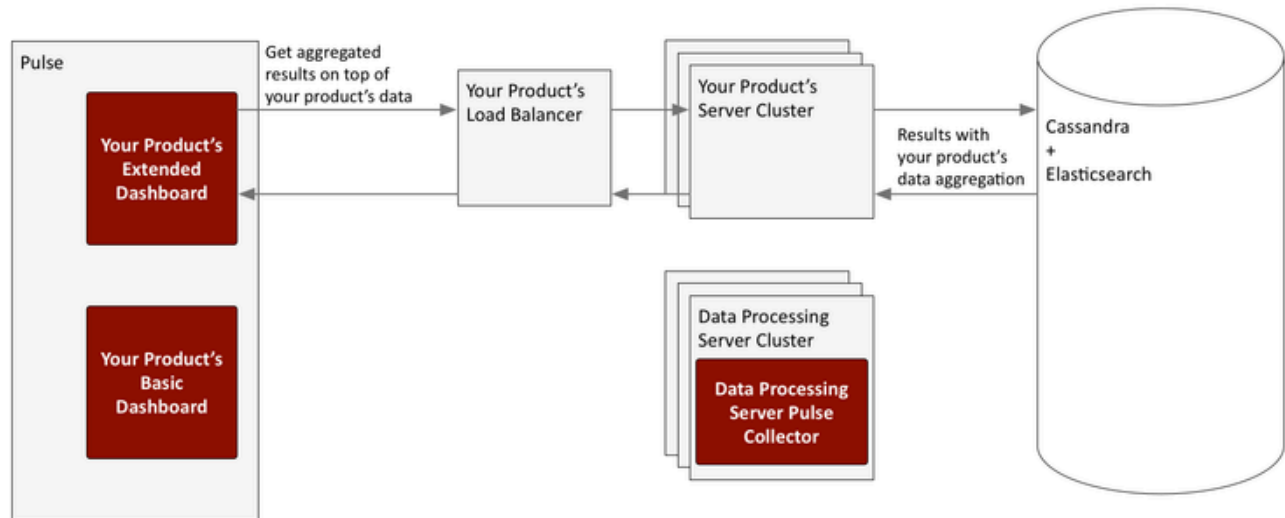 Pulse
Your Product's
Extended
Dashboard
Your Product's
Basic
Dashboard
Get aggregated
results on top of
your product's data
Your Product's
Load Balancer
Your Product's
Server Cluster
Results with
your product's
data aggregation
Cassandra
+
Elasticsearch
Data Processing
Server Cluster
Data Processing
Server Pulse
Collector